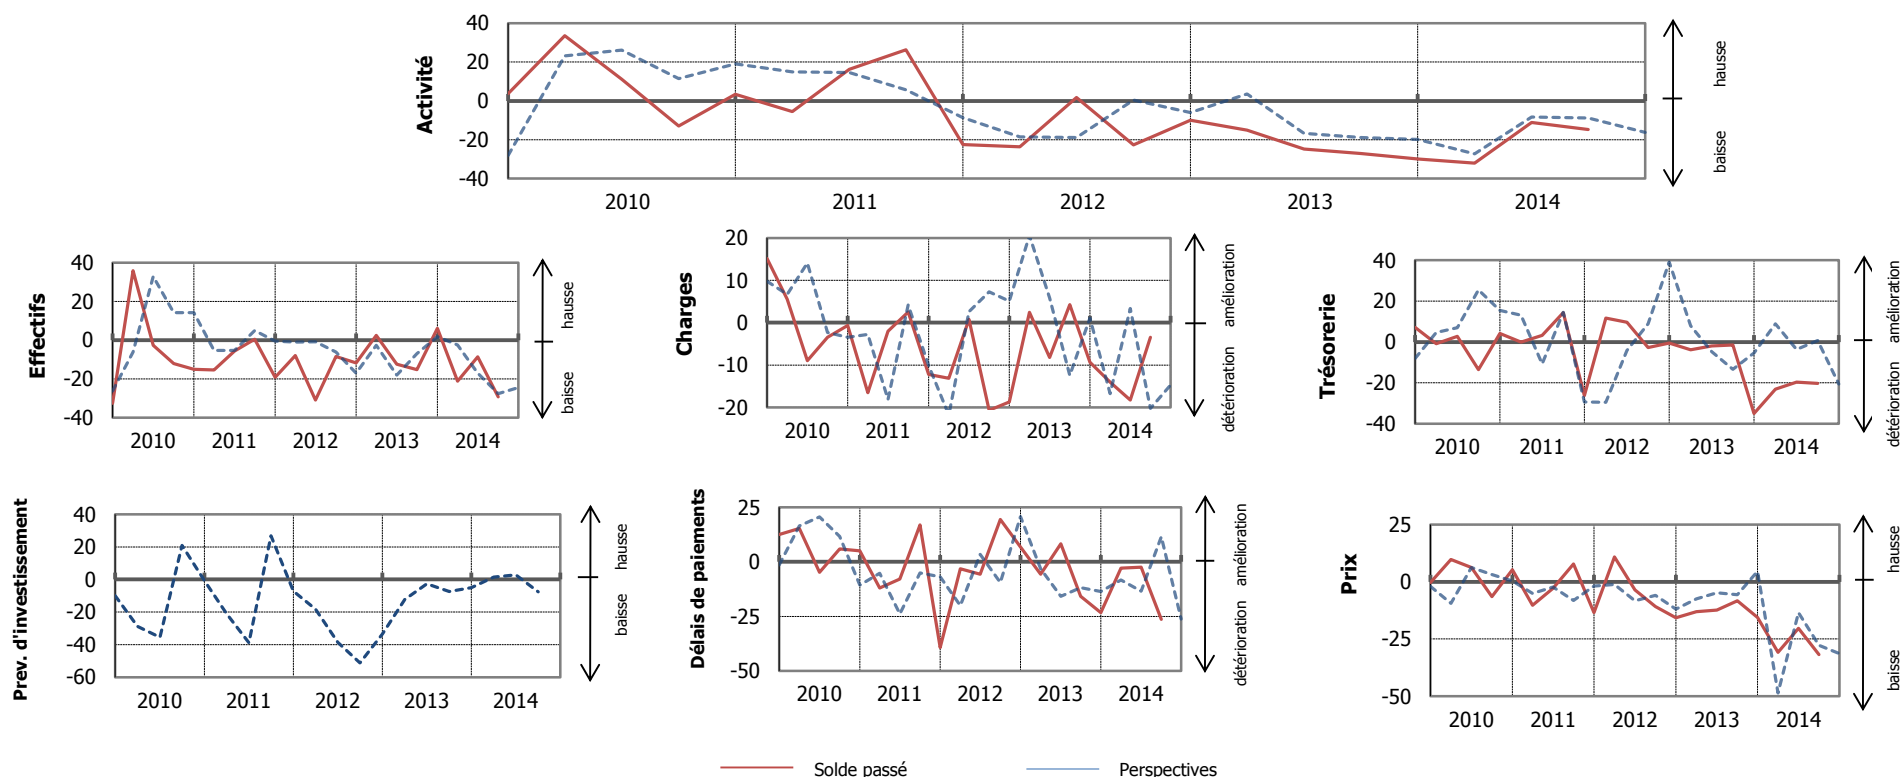 Activité
40
20
0
-20
-40
2010 2011 2012 2013 2014
hausse
baisse
Effectifs
40
20
0
-20
-40
2010 2011 2012 2013 2014
hausse
baisse
Charges
20
10
0
-10
-20
2010 2011 2012 2013 2014
amélioration
détérioration
Trésorerie
40
20
0
-20
-40
2010 2011 2012 2013 2014
amélioration
détérioration
Prev. d'investissement
40
20
0
-20
-40
-60
2010 2011 2012 2013 2014
hausse
baisse
Délais de paiements
25
0
-25
-50
2010 2011 2012 2013 2014
amélioration
détérioration
Prix
25
0
-25
-50
2010 2011 2012 2013 2014
hausse
baisse
Solde passé Perspectives